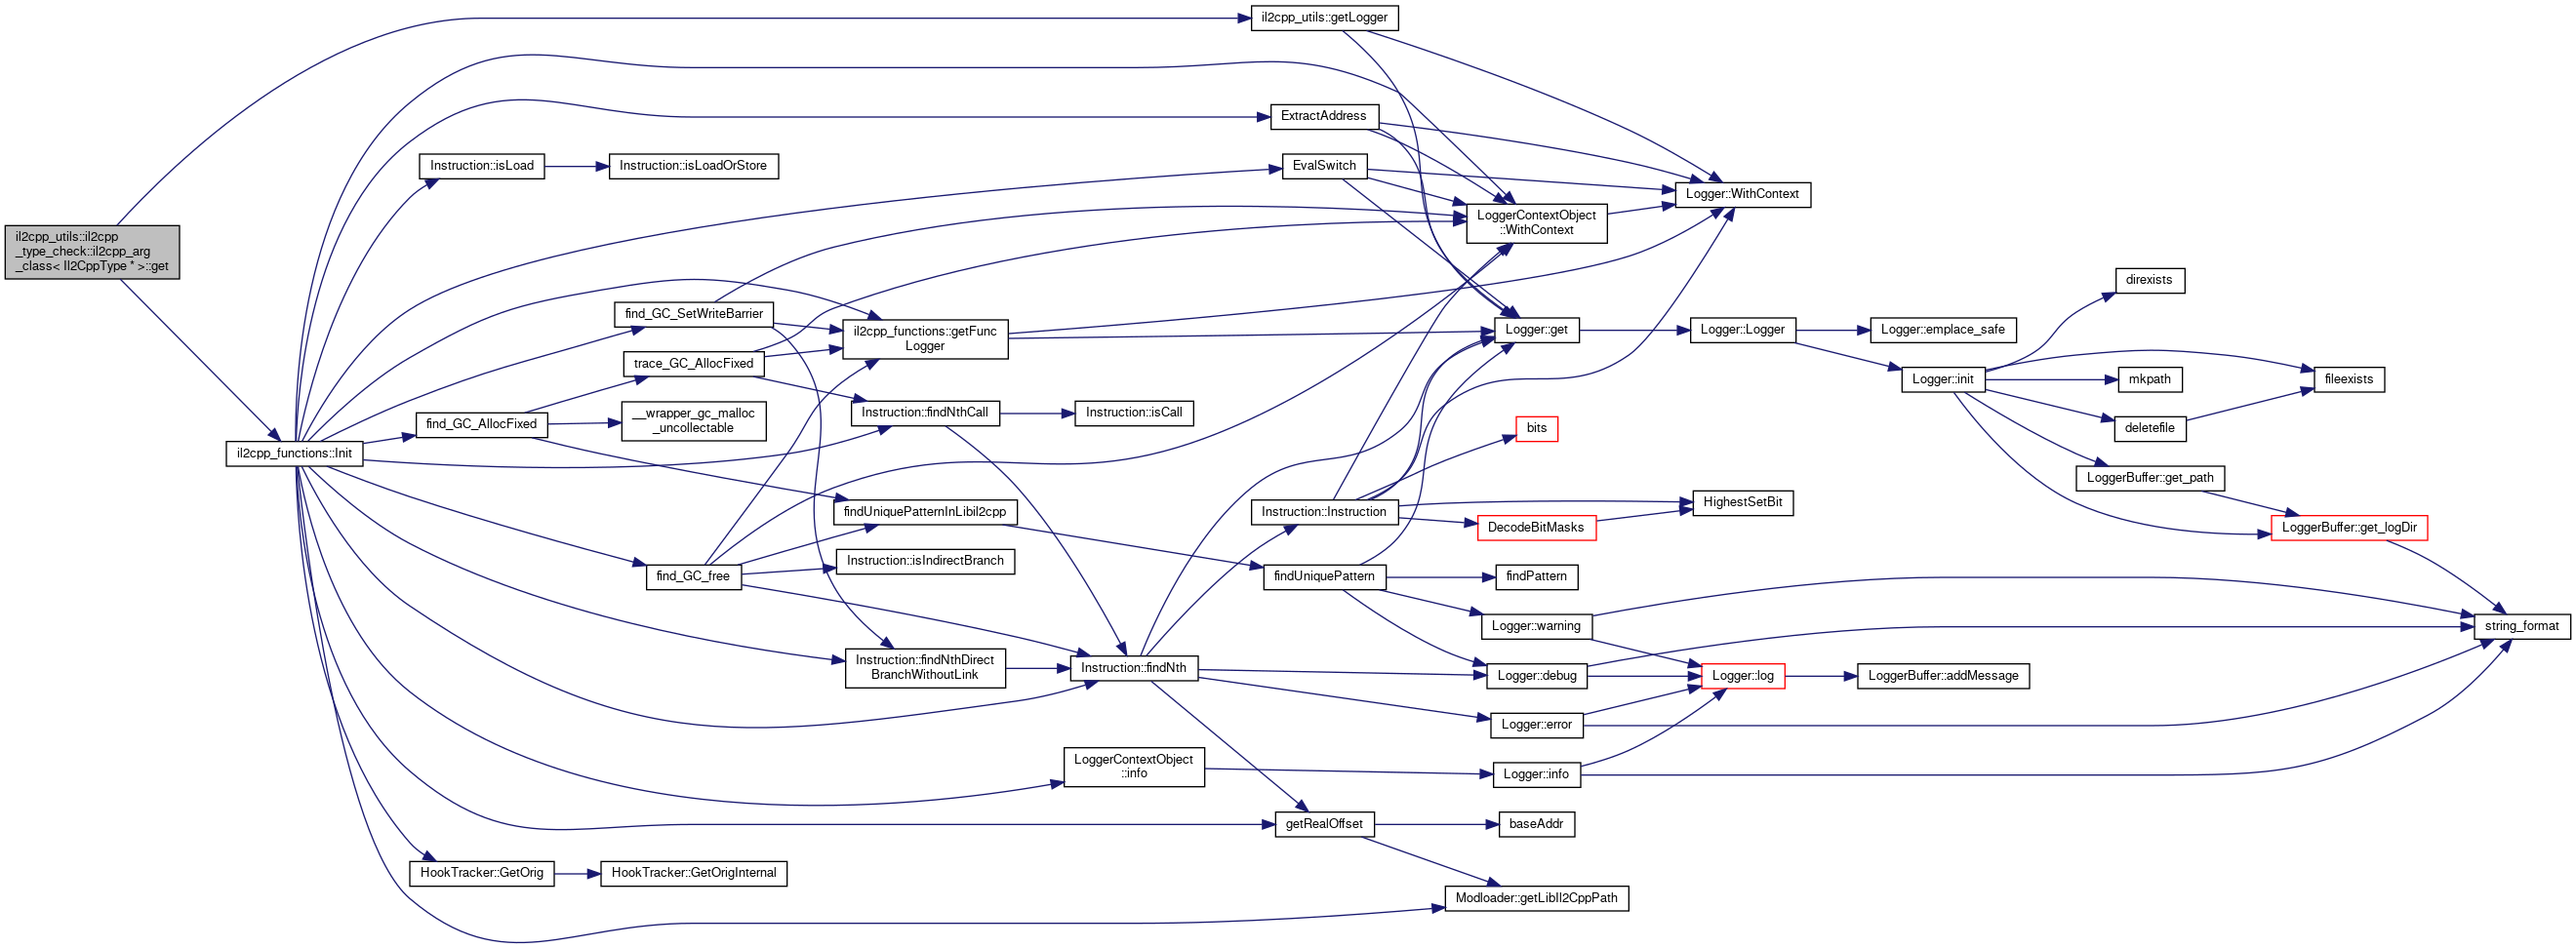 il2cpp_utils::il2cpp
_type_check::il2cpp_arg
_class< Il2CppType * >::get
il2cpp_functions::Init
Instruction::isLoad
Instruction::isLoadOrStore
find_GC_SetWriteBarrier
trace_GC_AllocFixed
find_GC_AllocFixed
__wrapper_gc_malloc
_uncollectable
find_GC_free
HookTracker::GetOrig
HookTracker::GetOrigInternal
il2cpp_functions::getFunc
Logger
Instruction::findNthCall
Instruction::isCall
findUniquePatternInLibil2cpp
Instruction::isIndirectBranch
Instruction::findNthDirect
BranchWithoutLink
Instruction::findNth
LoggerContextObject
::info
il2cpp_utils::getLogger
ExtractAddress
EvalSwitch
Instruction::Instruction
findUniquePattern
getRealOffset
LoggerContextObject
::WithContext
Logger::get
bits
DecodeBitMasks
findPattern
Logger::warning
Logger::debug
Logger::error
Logger::info
baseAddr
Modloader::getLibIl2CppPath
Logger::WithContext
Logger::Logger
HighestSetBit
Logger::log
Logger::emplace_safe
Logger::init
LoggerBuffer::addMessage
direxists
mkpath
deletefile
LoggerBuffer::get_path
fileexists
LoggerBuffer::get_logDir
string_format